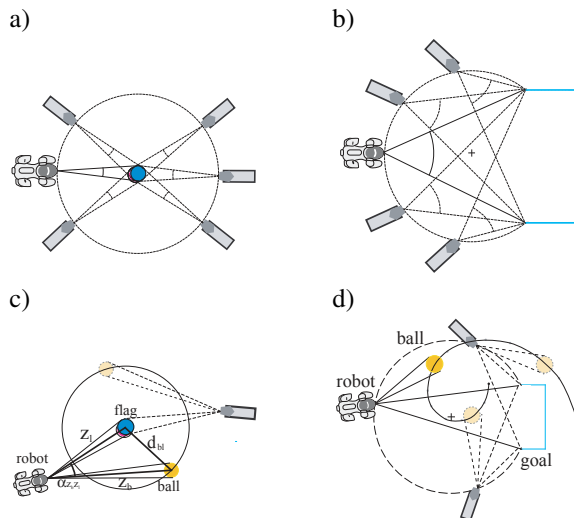 a)
b)
c)
d)
flag
z_l
d_bl
robot
α_{z_b z_l}
z_b
ball
ball
robot
goal